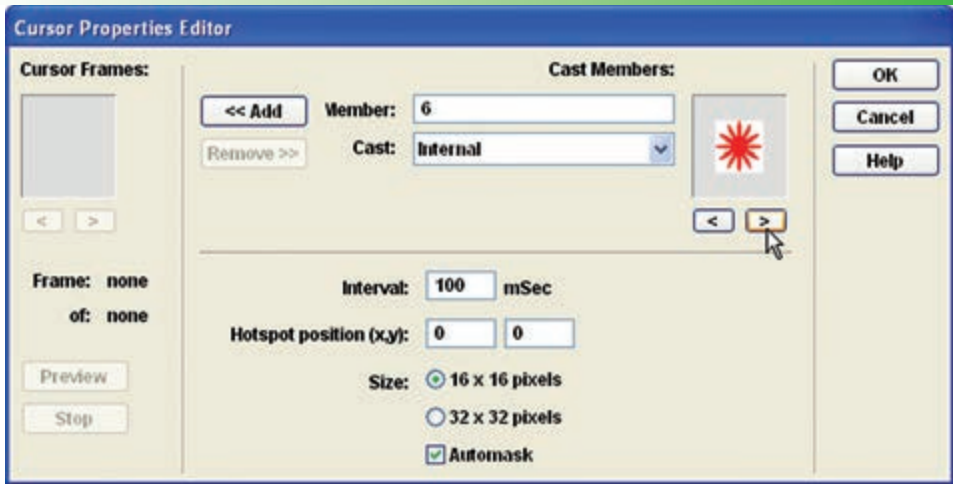 Cursor Properties Editor
Cursor Frames:
Cast Members:
<< Add
Member: 6
Remove >>
Cast: Internal
< >
< >
OK
Cancel
Help
Frame: none
of: none
Preview
Stop
Interval: 100 mSec
Hotspot position (x,y): 0 0
Size: 16 x 16 pixels
32 x 32 pixels
Automask